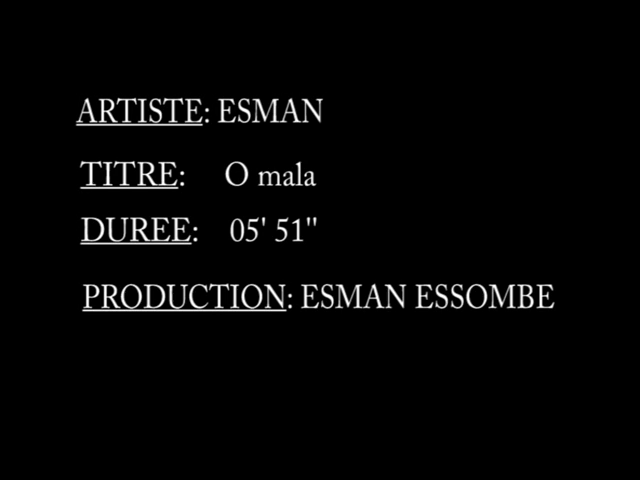 ARTISTE: ESMAN
TITRE: O mala
DUREE: 05' 51"
PRODUCTION: ESMAN ESSOMBE